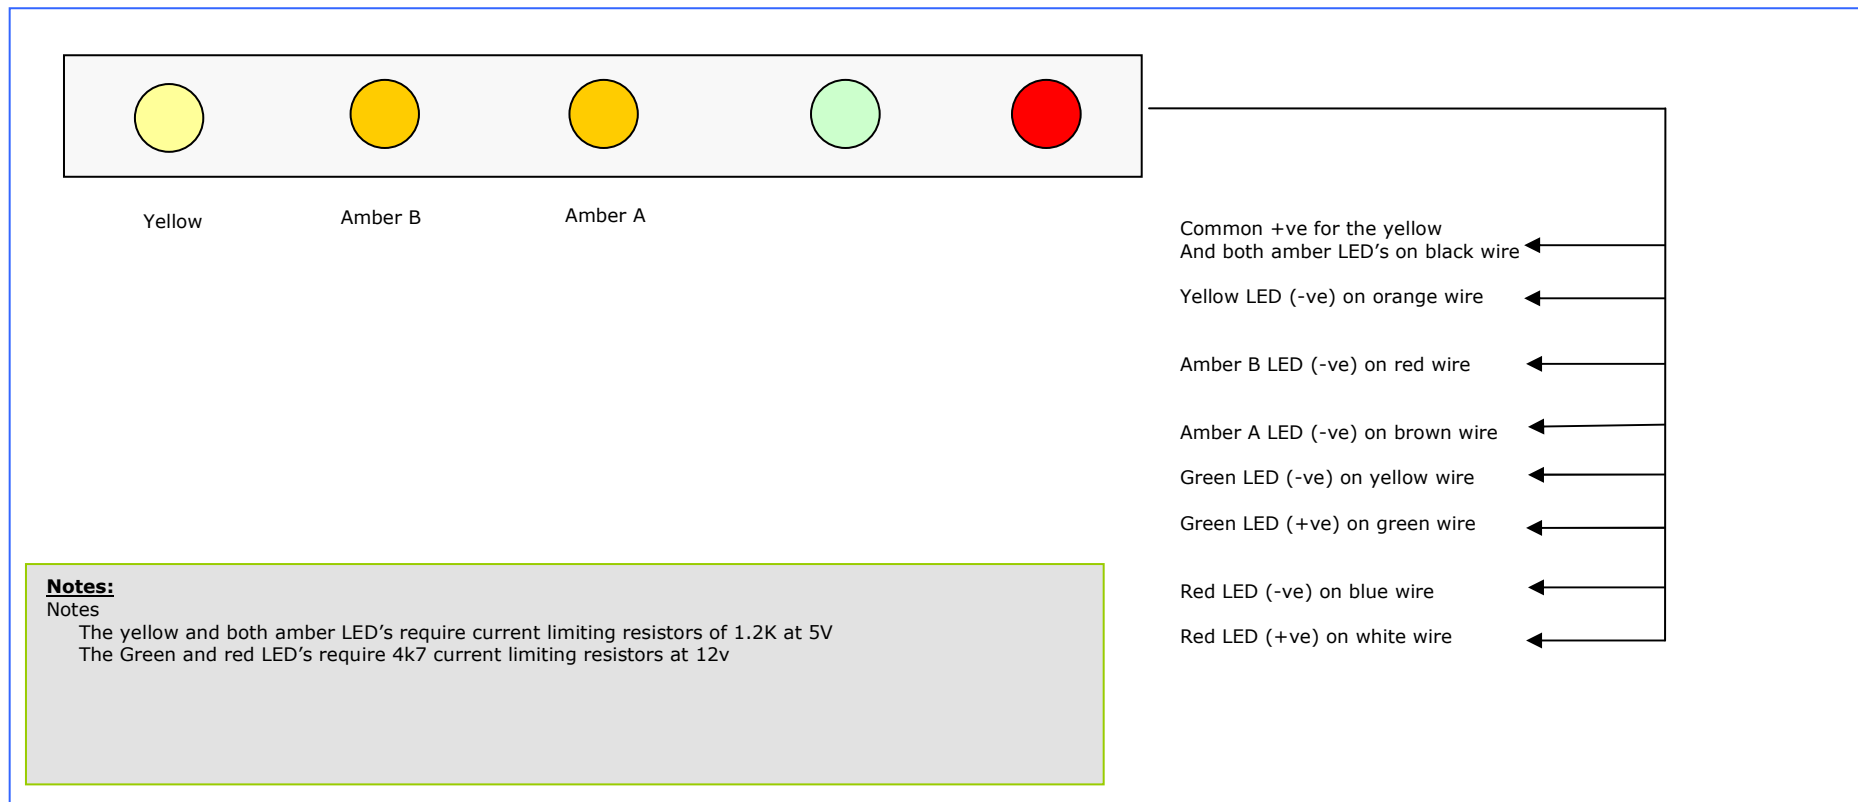 Yellow
Amber B
Amber A
Common +ve for the yellow
And both amber LED’s on black wire
Yellow LED (-ve) on orange wire
Amber B LED (-ve) on red wire
Amber A LED (-ve) on brown wire
Green LED (-ve) on yellow wire
Green LED (+ve) on green wire
Red LED (-ve) on blue wire
Red LED (+ve) on white wire
Notes:
Notes
The yellow and both amber LED’s require current limiting resistors of 1.2K at 5V
The Green and red LED’s require 4k7 current limiting resistors at 12v